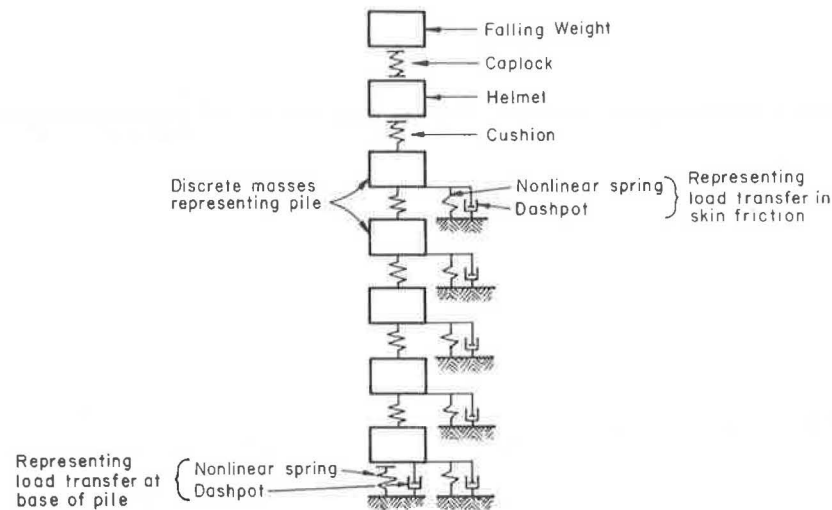 Falling Weight
Caplock
Helmet
Cushion
Discrete masses
representing pile
Nonlinear spring
Dashpot
Representing
load transfer in
skin friction
Representing
load transfer at
base of pile
Nonlinear spring
Dashpot